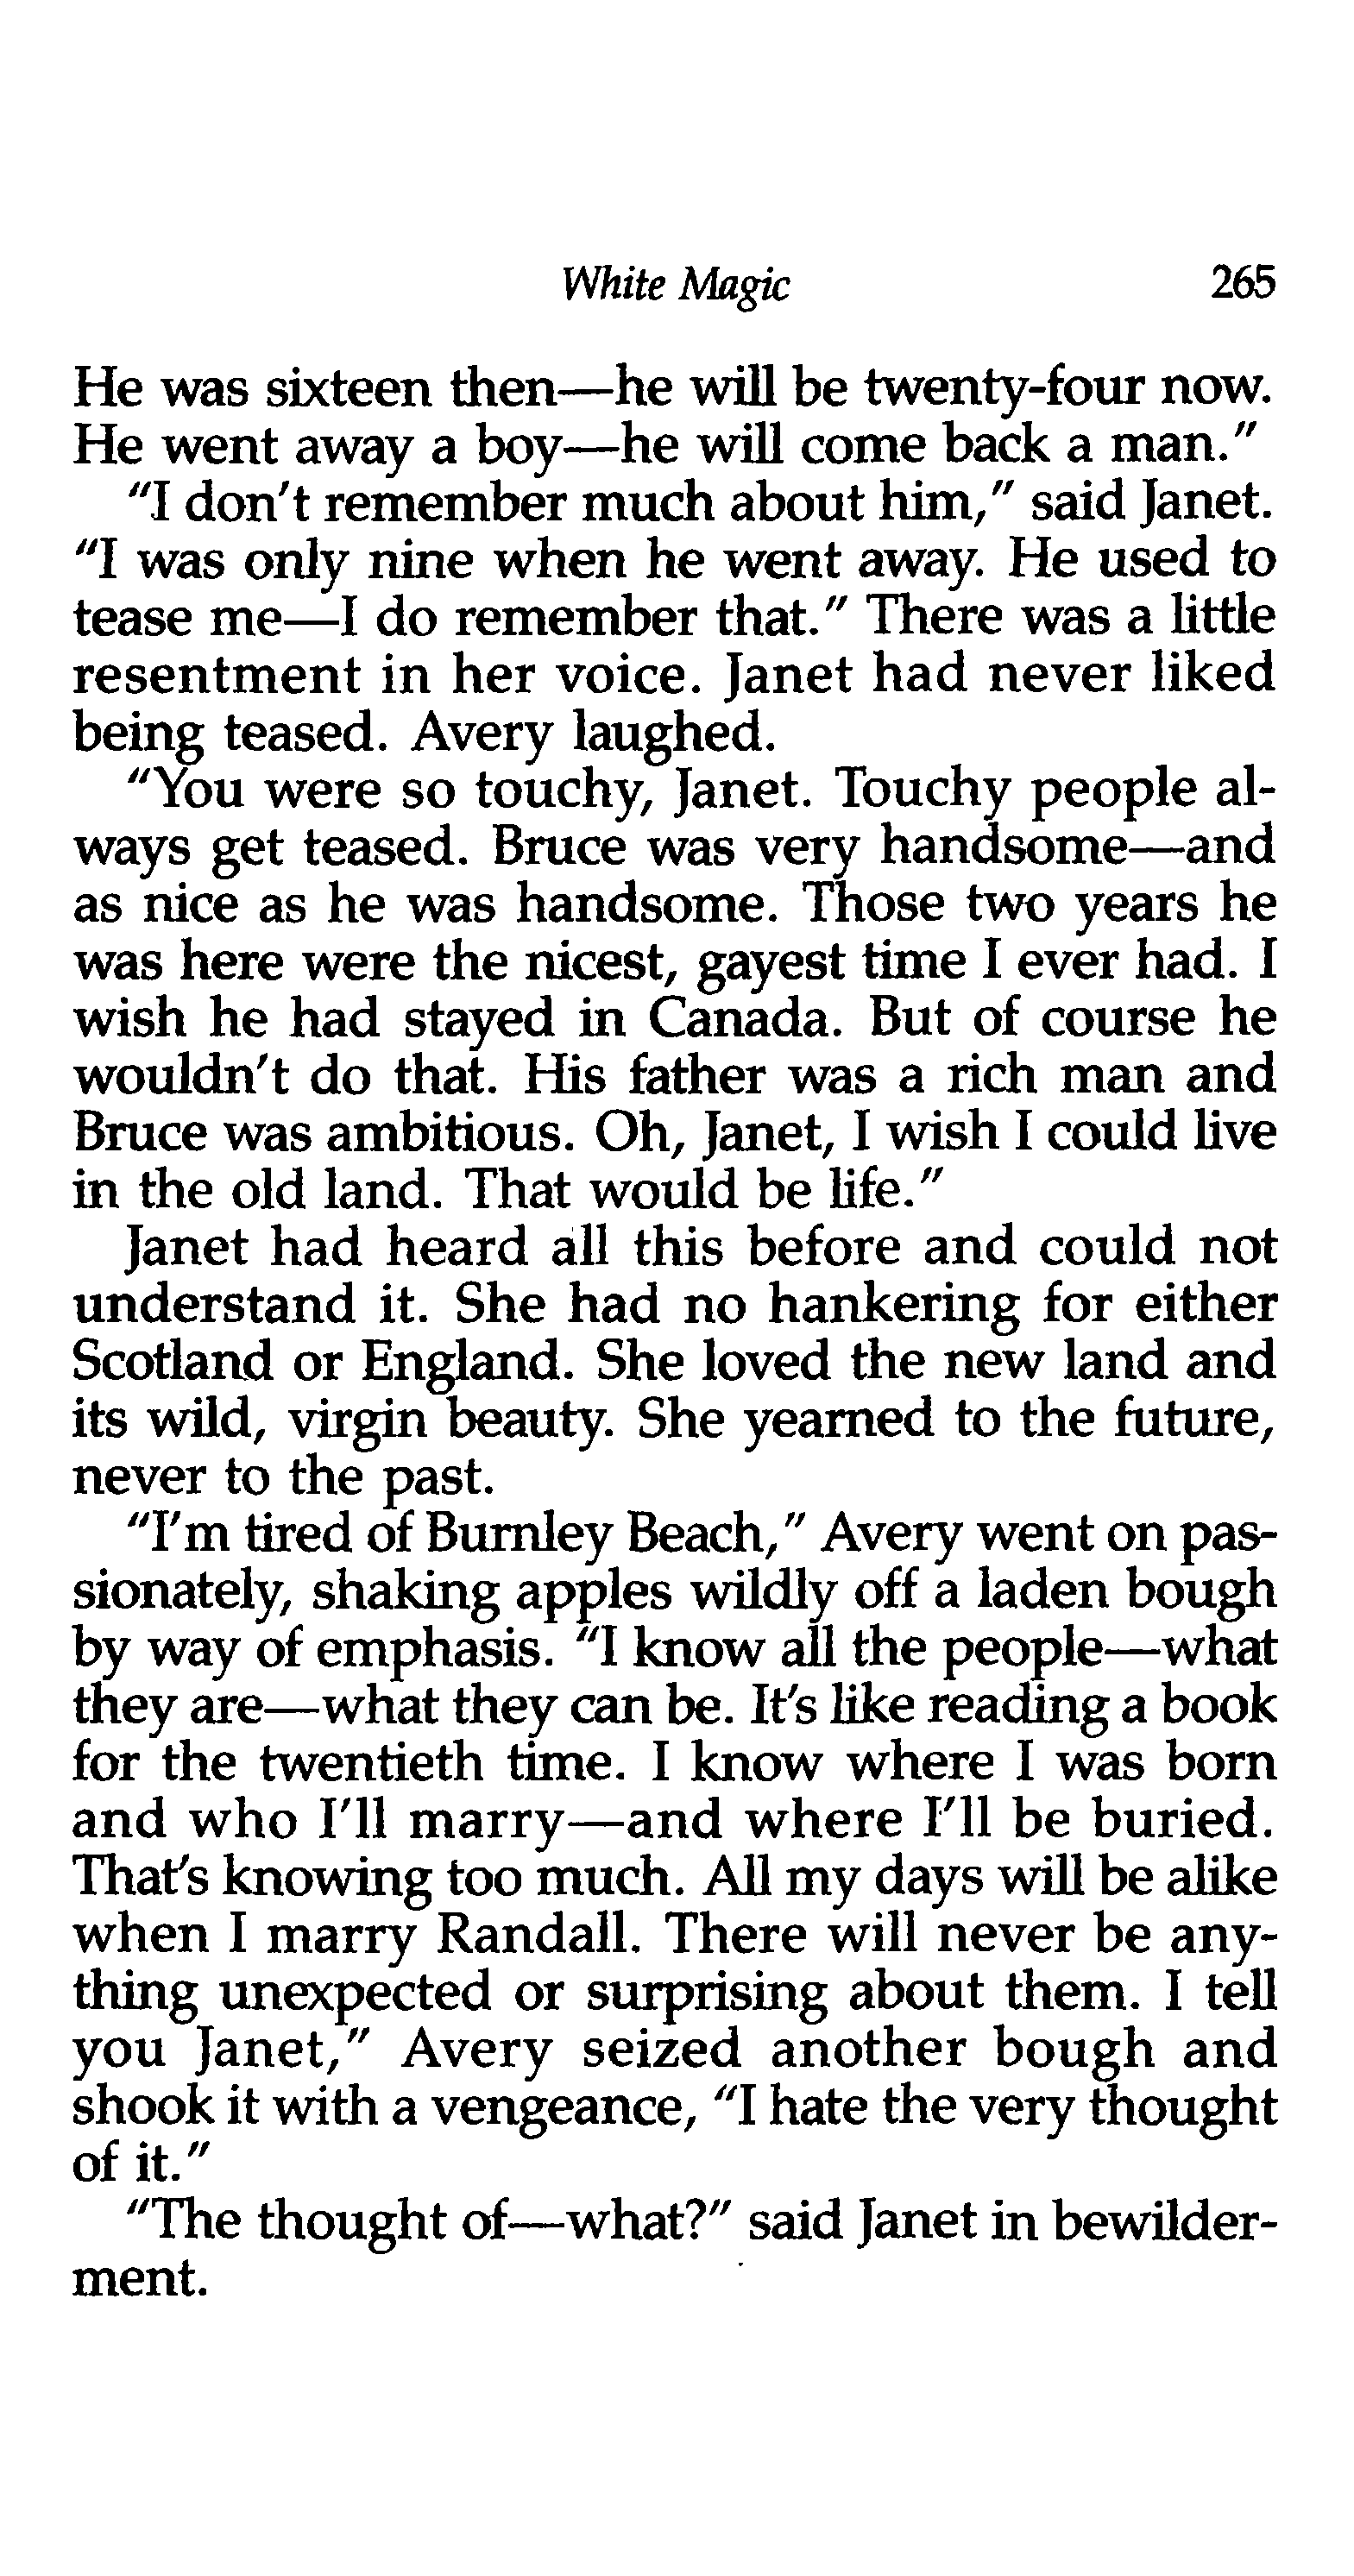 White Magic 265
He was sixteen then—he will be twenty-four now.
He went away a boy—he will come back a man."
"I don't remember much about him," said Janet.
"I was only nine when he went away. He used to
tease me—I do remember that." There was a little
resentment in her voice. Janet had never liked
being teased. Avery laughed.
"You were so touchy, Janet. Touchy people al-
ways get teased. Bruce was very handsome—and
as nice as he was handsome. Those two years he
was here were the nicest, gayest time I ever had. I
wish he had stayed in Canada. But of course he
wouldn't do that. His father was a rich man and
Bruce was ambitious. Oh, Janet, I wish I could live
in the old land. That would be life."
Janet had heard all this before and could not
understand it. She had no hankering for either
Scotland or England. She loved the new land and
its wild, virgin beauty. She yearned to the future,
never to the past.
"I'm tired of Burnley Beach," Avery went on pas-
sionately, shaking apples wildly off a laden bough
by way of emphasis. "I know all the people—what
they are—what they can be. It's like reading a book
for the twentieth time. I know where I was born
and who I'll marry—and where I'll be buried.
That's knowing too much. All my days will be alike
when I marry Randall. There will never be any-
thing unexpected or surprising about them. I tell
you Janet," Avery seized another bough and
shook it with a vengeance, "I hate the very thought
of it."
"The thought of—what?" said Janet in bewilder-
ment.